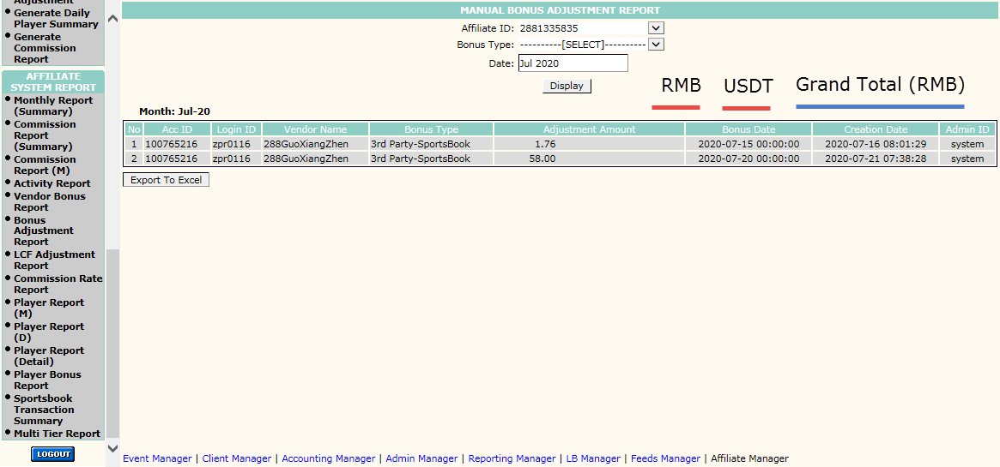 Adjustment
Generate Daily
Player Summary
Generate
Commission
Report
AFFILIATE
SYSTEM REPORT
Monthly Report
(Summary)
Commission
Report
(Summary)
Commission
Report (M)
Activity Report
Vendor Bonus
Report
Bonus
Adjustment
Report
LCF Adjustment
Report
Commission Rate
Report
Player Report
(M)
Player Report
(D)
Player Report
(Detail)
Player Bonus
Report
Sportsbook
Transaction
Summary
Multi Tier Report
LOGOUT
MANUAL BONUS ADJUSTMENT REPORT
Affiliate ID: 2881335835
Bonus Type: ----------[SELECT]----------
Date: Jul 2020
Display
RMB USDT Grand Total (RMB)
Month: Jul-20
No Acc ID Login ID Vendor Name Bonus Type Adjustment Amount Bonus Date Creation Date Admin ID
1 100765216 zpr0116 288GuoXiangZhen 3rd Party-SportsBook 1.76 2020-07-15 00:00:00 2020-07-16 08:01:29 system
2 100765216 zpr0116 288GuoXiangZhen 3rd Party-SportsBook 58.00 2020-07-20 00:00:00 2020-07-21 07:38:28 system
Export To Excel
Event Manager | Client Manager | Accounting Manager | Admin Manager | Reporting Manager | LB Manager | Feeds Manager | Affiliate Manager